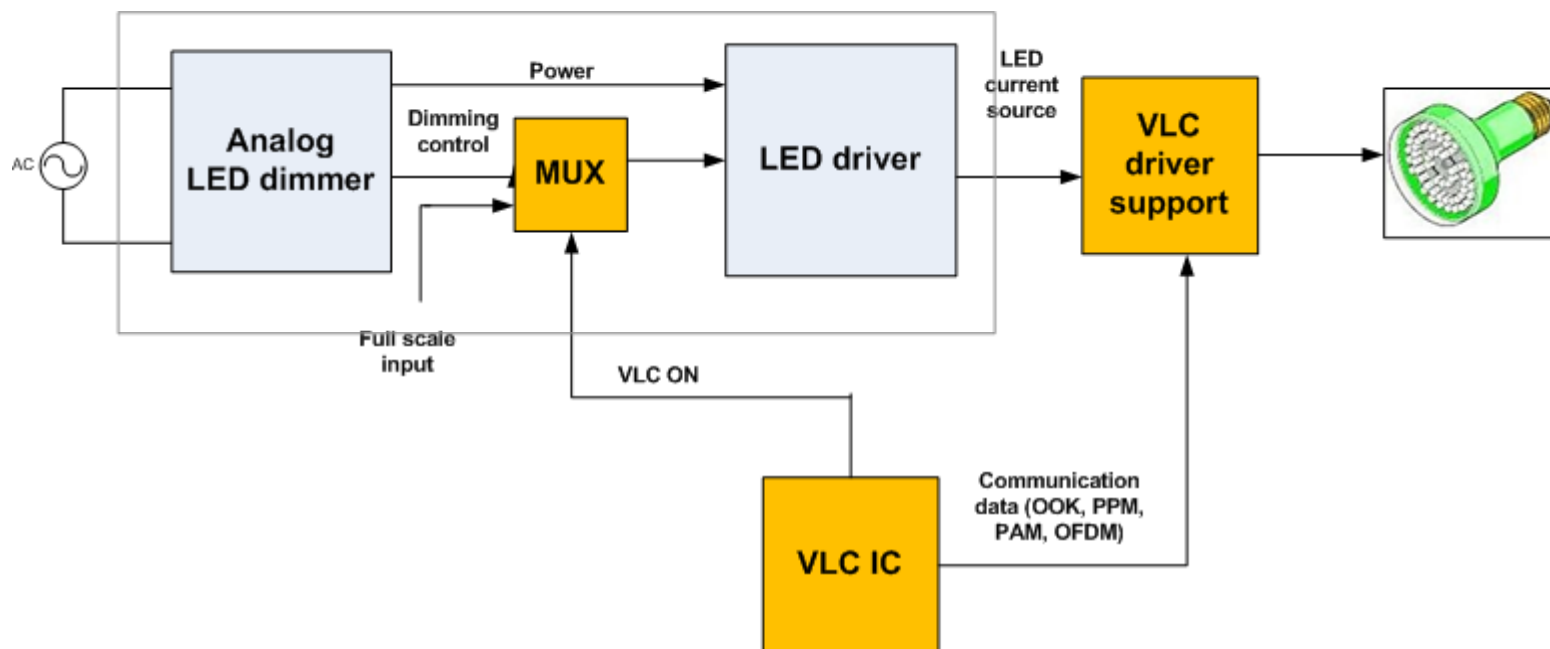 AC
Analog
LED dimmer
Power
Dimming
control
MUX
Full scale
input
LED driver
LED
current
source
VLC
driver
support
VLC ON
VLC IC
Communication
data (OOK, PPM,
PAM, OFDM)